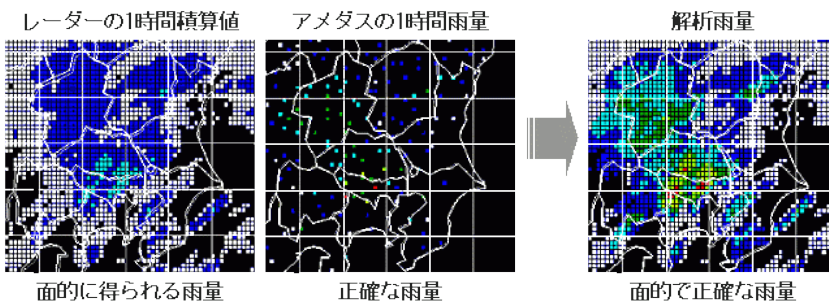 レーダーの1時間積算値
アメダスの1時間雨量
解析雨量
面的に得られる雨量
正確な雨量
面的で正確な雨量